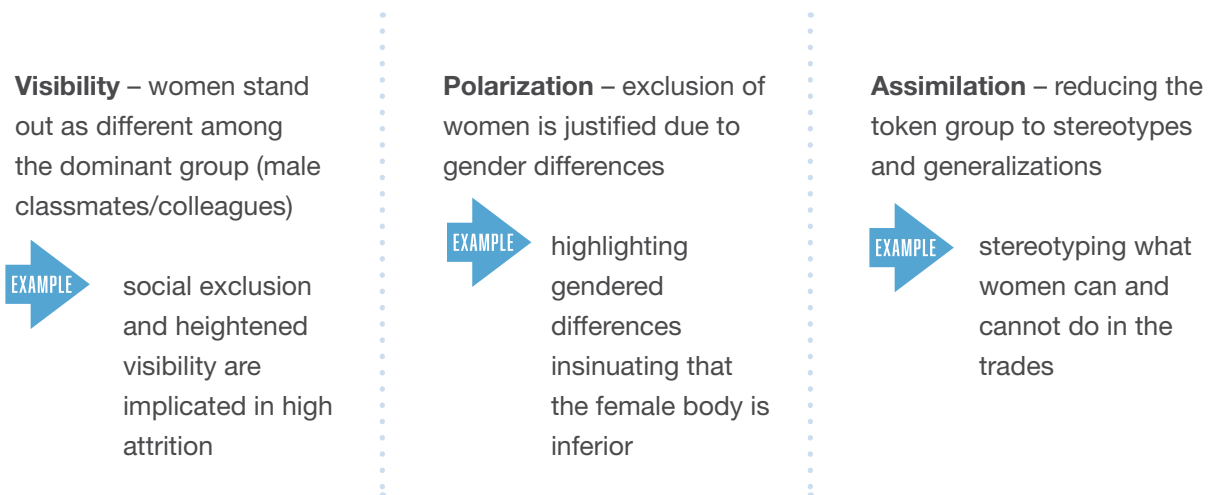 Visibility – women stand
out as different among
the dominant group (male
classmates/colleagues)
EXAMPLE
social exclusion
and heightened
visibility are
implicated in high
attrition
Polarization – exclusion of
women is justified due to
gender differences
EXAMPLE
highlighting
gendered
differences
insinuating that
the female body is
inferior
Assimilation – reducing the
token group to stereotypes
and generalizations
EXAMPLE
stereotyping what
women can and
cannot do in the
trades